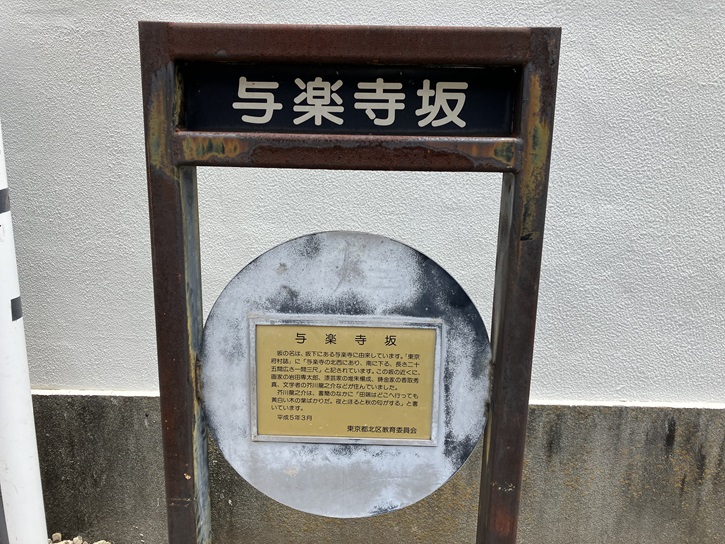 与楽寺坂
与楽寺坂
坂の名は、坂下にある与楽寺に由来しています。『東京
府村誌』に「与楽寺の北西にあり、南に下る、長さ二十
五間広さ一間三尺」と記されています。この坂の近くに、
画家の岩田専太郎、漆芸家の堆朱楊成、鋳金家の香取秀
真、文学者の芥川龍之介などが住んでいました。
芥川龍之介は、書簡のなかに「田端はどこへ行っても
黄白い木の葉ばかりだ。夜とほると秋の匂がする」と書
いています。
平成5年3月
東京都北区教育委員会